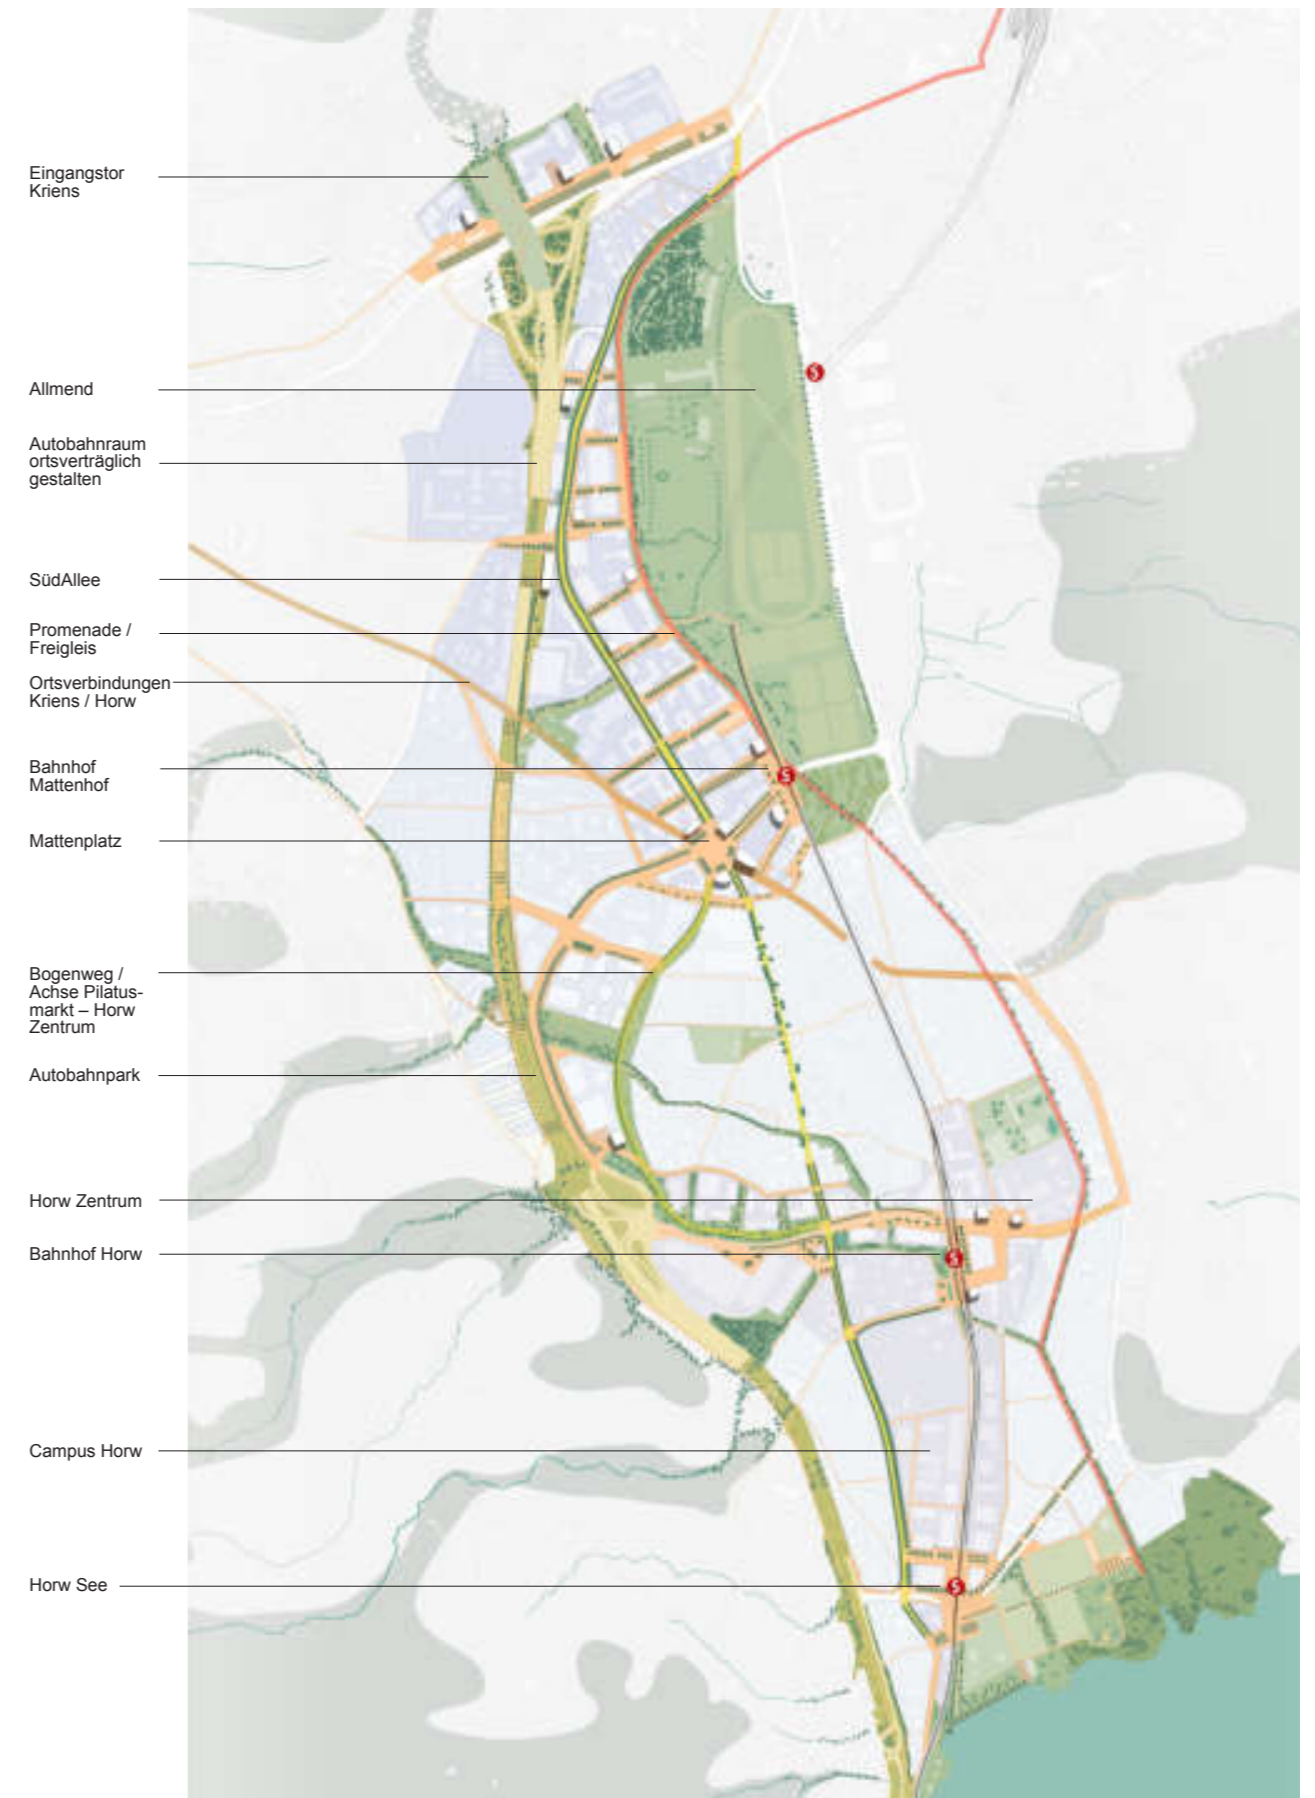 Eingangstor
Kriens
Allmend
Autobahnraum
ortsverträglich
gestalten
SüdAllee
Promenade /
Freigleis
Ortsverbindungen
Kriens / Horw
Bahnhof
Mattenhof
Mattenplatz
Bogenweg /
Achse Pilatus-
markt – Horw
Zentrum
Autobahnpark
Horw Zentrum
Bahnhof Horw
Campus Horw
Horw See